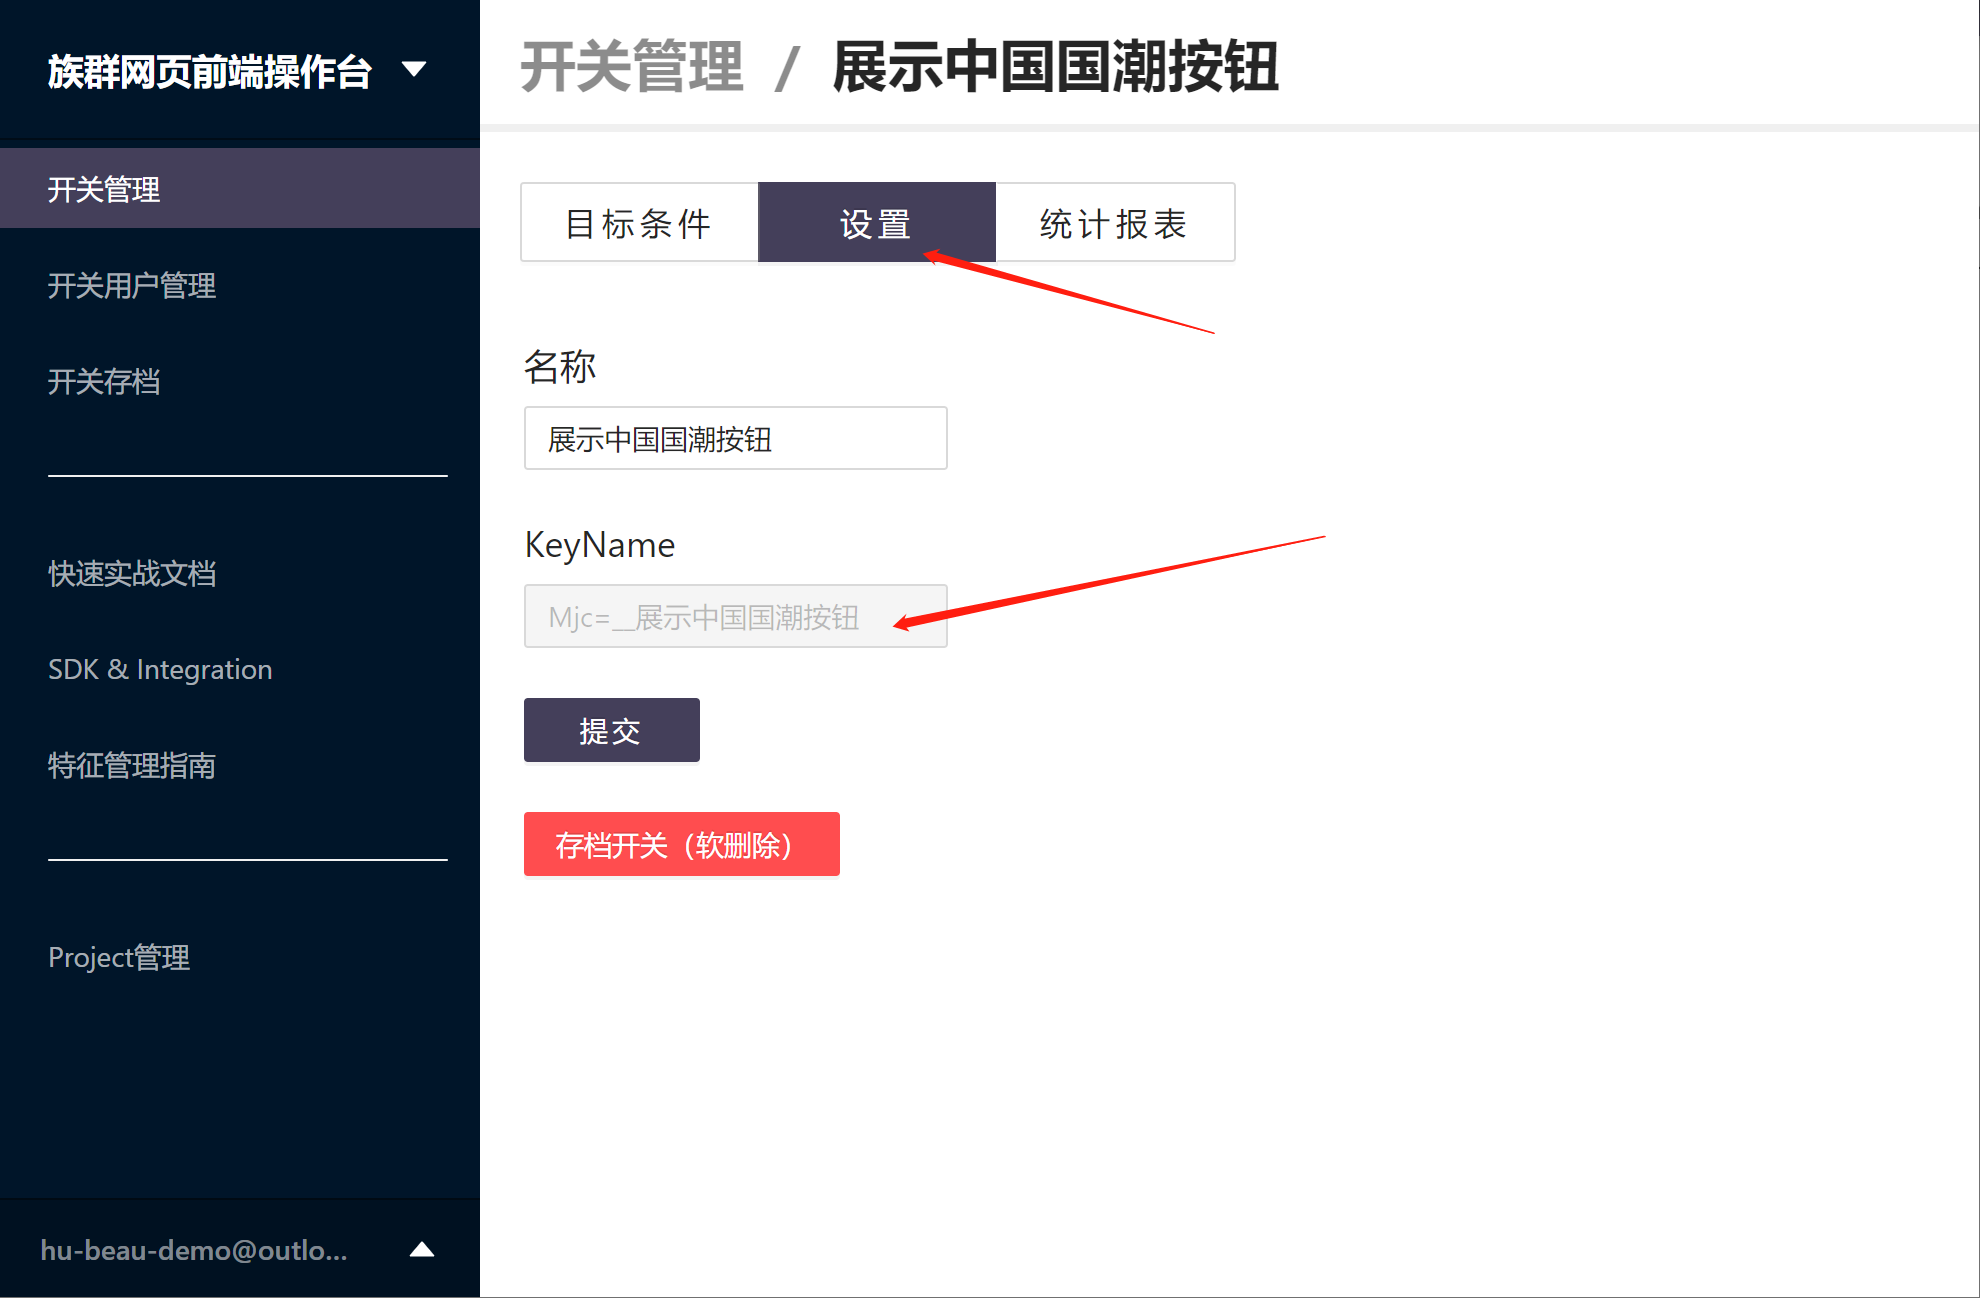 族群网页前端操作台
开关管理
开关用户管理
开关存档
快速实战文档
SDK & Integration
特征管理指南
Project管理
hu-beau-demo@outlo...
开关管理 / 展示中国国潮按钮
目标条件 设置 统计报表
名称
展示中国国潮按钮
KeyName
Mjc=__展示中国国潮按钮
提交
存档开关（软删除）